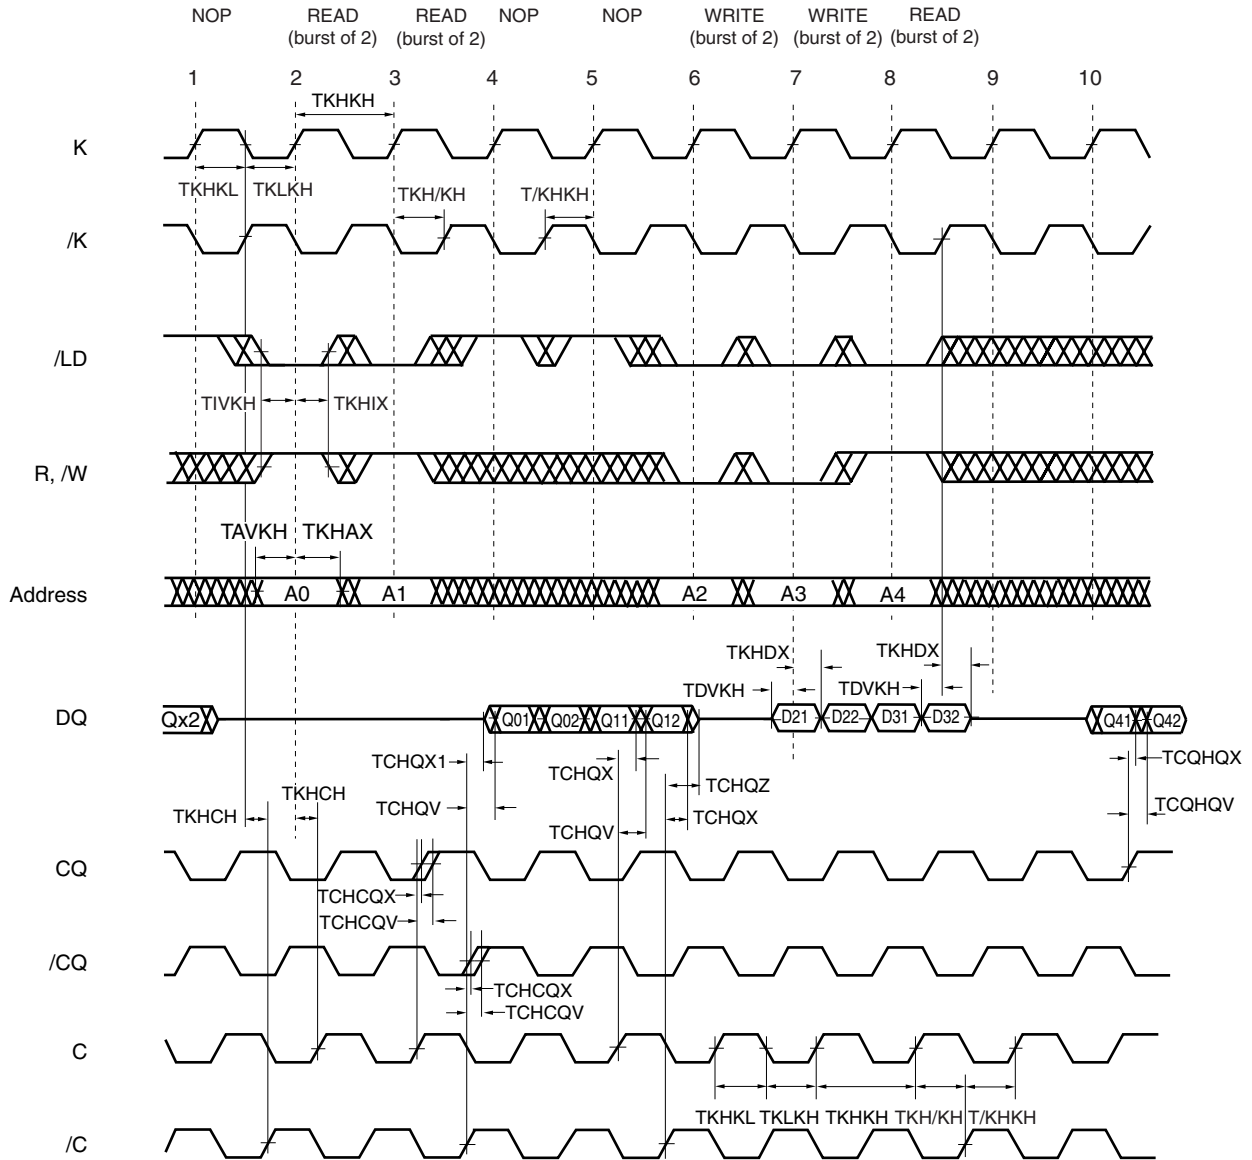 NOP READ READ NOP NOP WRITE WRITE READ
(burst of 2) (burst of 2) (burst of 2) (burst of 2) (burst of 2)
1 2 3 4 5 6 7 8 9 10
TKHKH
K
TKHKL TKLKH TKH/KH T/KHKH
/K
/LD
TIVKH TKHIX
R, /W
TAVKH TKHAX
Address A0 A1 A2 A3 A4
TKHDX TKHDX
TDVKH TDVKH
DQ Qx2 Q01 Q02 Q11 Q12 D21 D22 D31 D32 Q41 Q42
TCHQX1 TCHQX TCQHQX
TCHQZ
TKHCH TKHCH TCHQV TCHQX TCQHQV
TCHQV
CQ
TCHCQX
TCHCQV
/CQ
TCHCQX
TCHCQV
C
TKHKL TKLKH TKHKH TKH/KH T/KHKH
/C